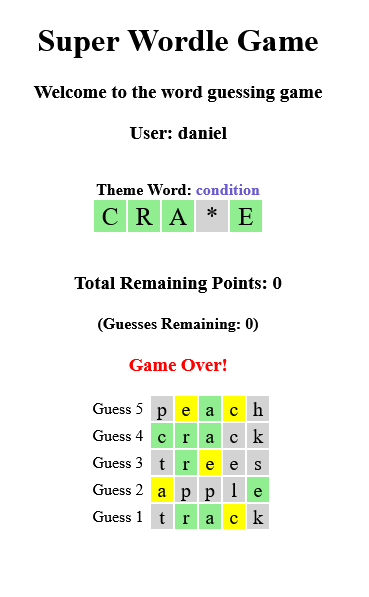 Super Wordle Game
Welcome to the word guessing game
User: daniel
Theme Word: condition
C R A * E
Total Remaining Points: 0
(Guesses Remaining: 0)
Game Over!
Guess 5 p e a c h
Guess 4 c r a c k
Guess 3 t r e e s
Guess 2 a p p l e
Guess 1 t r a c k